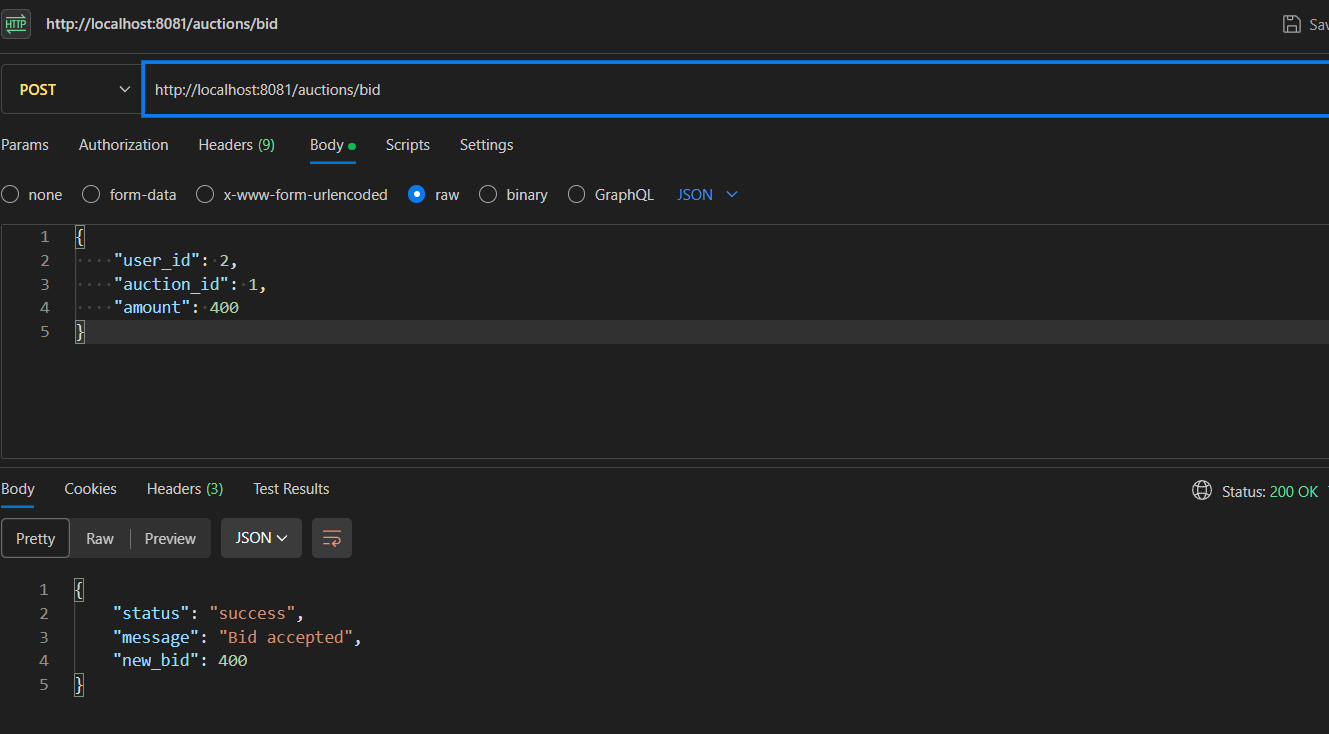 HTTP http://localhost:8081/auctions/bid
POST http://localhost:8081/auctions/bid
Params Authorization Headers (9) Body Scripts Settings
none form-data x-www-form-urlencoded raw binary GraphQL JSON
1 {
2 ····"user_id":·2,
3 ····"auction_id":·1,
4 ····"amount":·400
5 }
Body Cookies Headers (3) Test Results Status: 200 OK
Pretty Raw Preview JSON
1 {
2 "status": "success",
3 "message": "Bid accepted",
4 "new_bid": 400
5 }